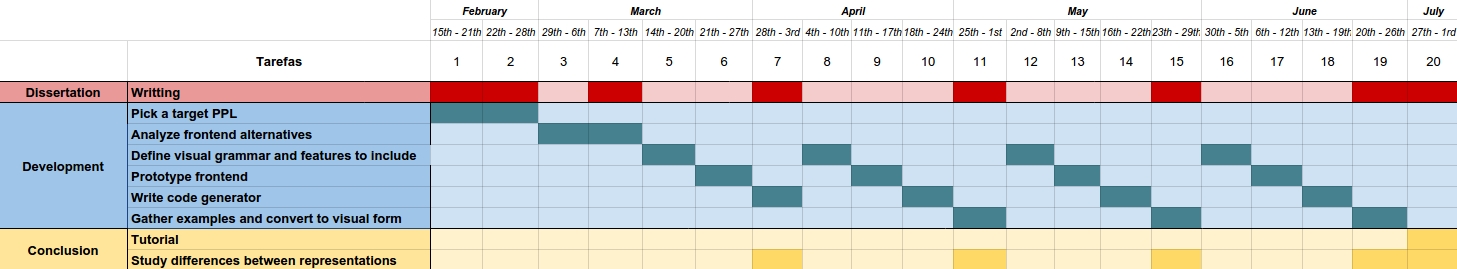 February March April May June July
15th - 21th 22th - 28th 29th - 6th 7th - 13th 14th - 20th 21th - 27th 28th - 3rd 4th - 10th 11th - 17th 18th - 24th 25th - 1st 2nd - 8th 9th - 15th 16th - 22th 23th - 29th 30th - 5th 6th - 12th 13th - 19th 20th - 26th 27th - 1rd
Tarefas 1 2 3 4 5 6 7 8 9 10 11 12 13 14 15 16 17 18 19 20
Dissertation Writting
Pick a target PPL
Analyze frontend alternatives
Define visual grammar and features to include
Development
Prototype frontend
Write code generator
Gather examples and convert to visual form
Tutorial
Conclusion
Study differences between representations